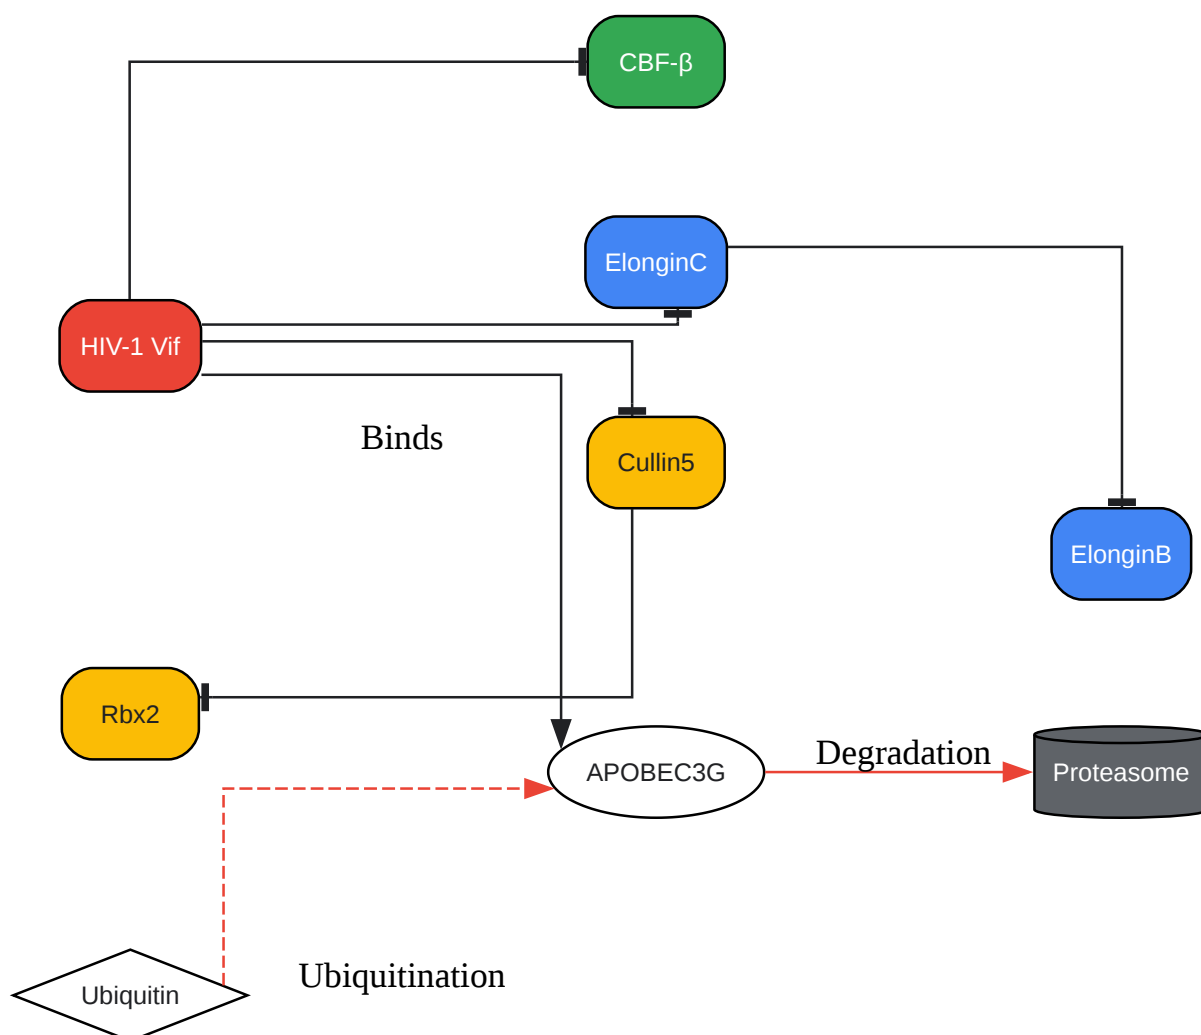 CBF-β
ElonginC
HIV-1 Vif
Binds
Cullin5
ElonginB
Rbx2
Degradation
APOBEC3G
Proteasome
Ubiquitination
Ubiquitin